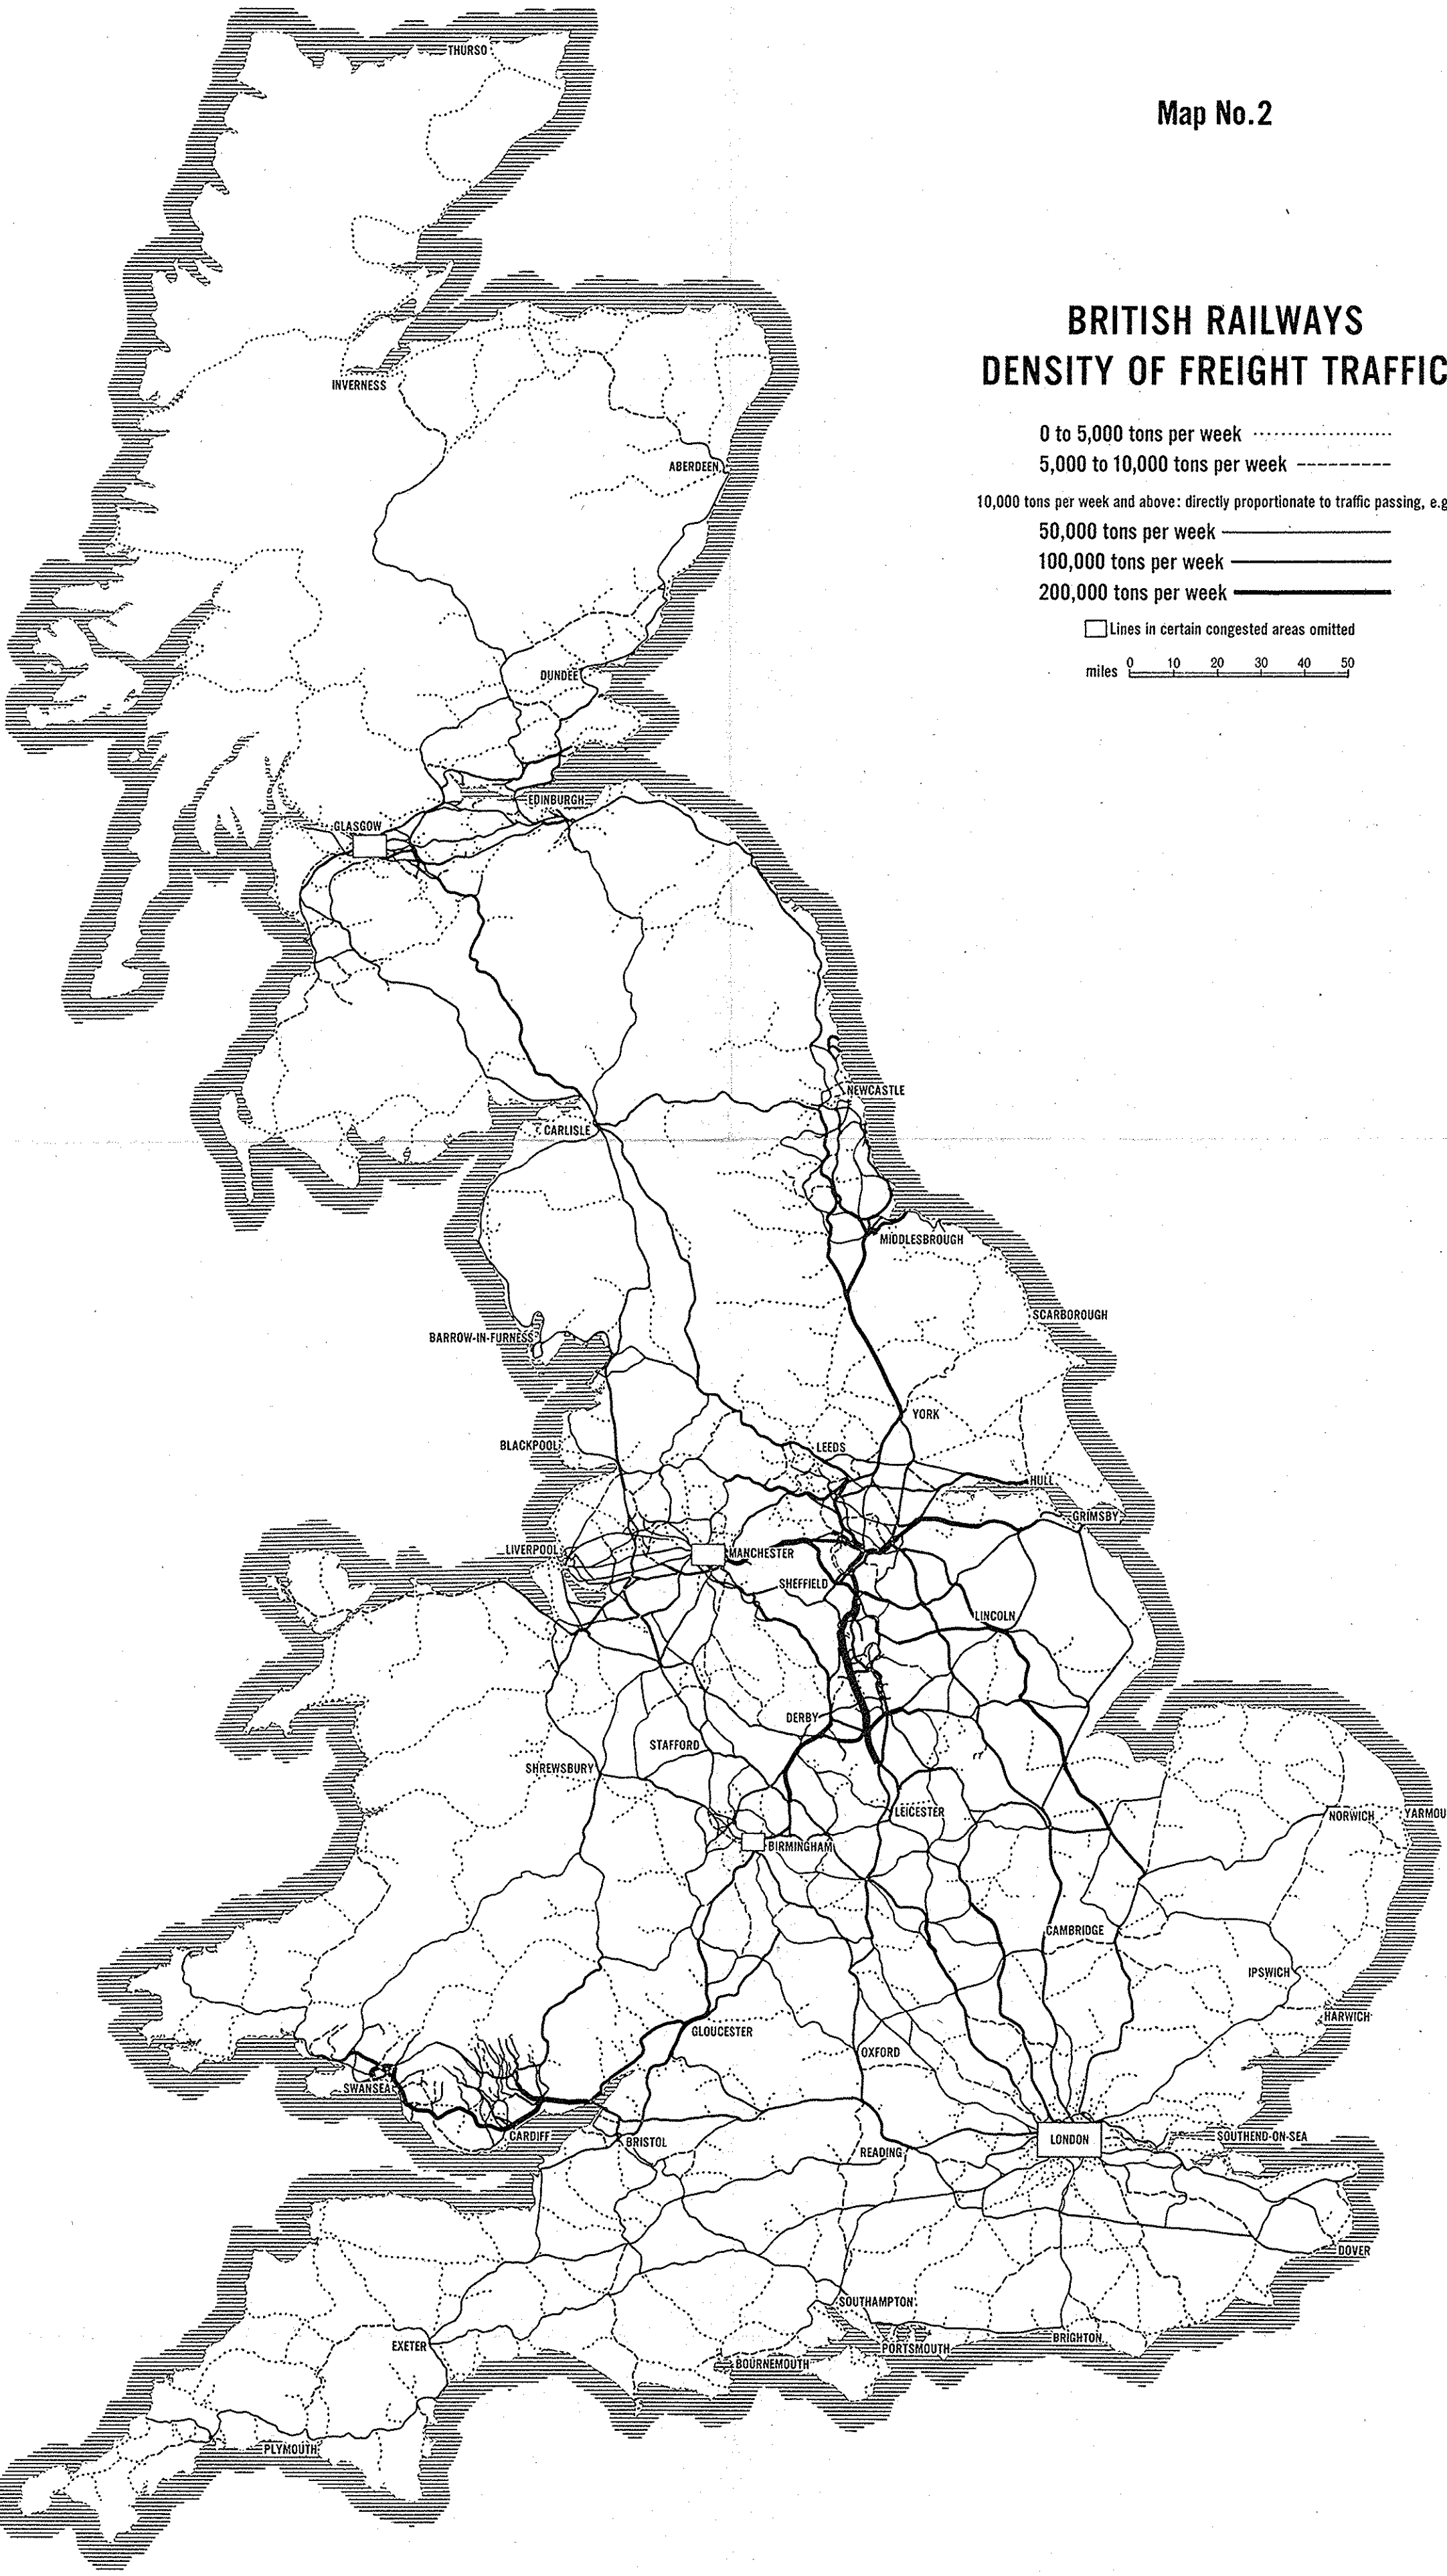 THURSO
Map No.2
BRITISH RAILWAYS
DENSITY OF FREIGHT TRAFFIC
0 to 5,000 tons per week
5,000 to 10,000 tons per week
10,000 tons per week and above: directly proportionate to traffic passing, e.g
50,000 tons per week
100,000 tons per week
200,000 tons per week
Lines in certain congested areas omitted
miles 0 10 20 30 40 50
INVERNESS
ABERDEEN
DUNDEE
EDINBURGH
GLASGOW
NEWCASTLE
CARLISLE
MIDDLESBROUGH
SCARBOROUGH
BARROW-IN-FURNESS
YORK
BLACKPOOL
LEEDS
HULL
GRIMSBY
LIVERPOOL
MANCHESTER
SHEFFIELD
LINCOLN
DERBY
STAFFORD
SHREWSBURY
LEICESTER
NORWICH
YARMOU
BIRMINGHAM
CAMBRIDGE
IPSWICH
HARWICH
GLOUCESTER
OXFORD
SWANSEA
CARDIFF
BRISTOL
READING
LONDON
SOUTHEND-ON-SEA
DOVER
SOUTHAMPTON
EXETER
PORTSMOUTH
BRIGHTON
BOURNEMOUTH
PLYMOUTH